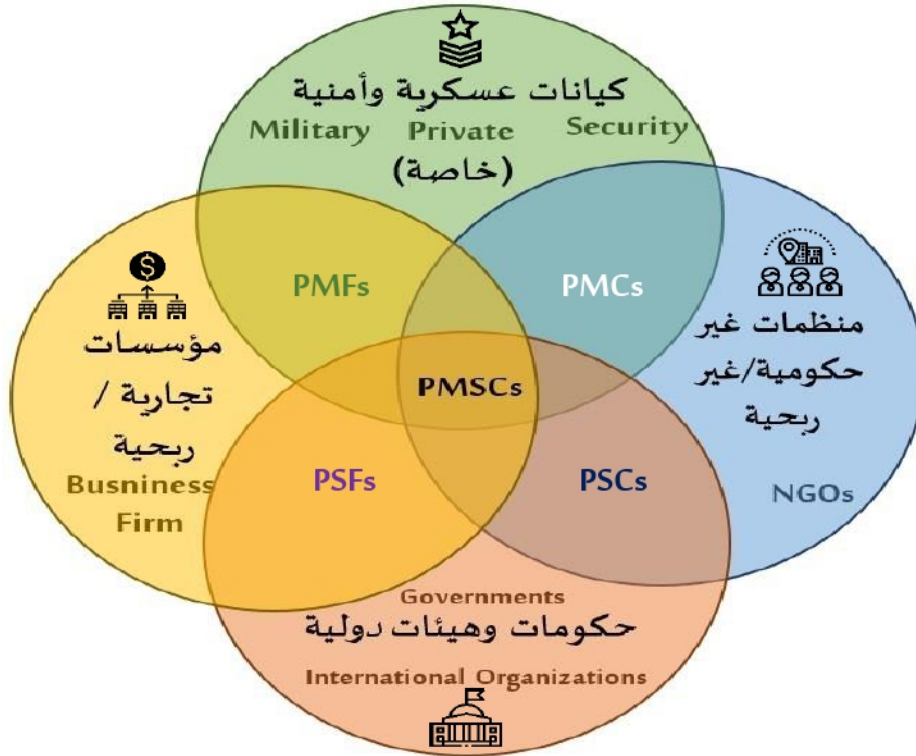 كيانات عسكرية وأمنية
Military Private Security
(خاصة)
PMFs
PMCs
مؤسسات
تجارية /
ربحية
Busniness
Firm
منظمات غير
حكومية/غير
ربحية
NGOs
PMSCs
PSFs
PSCs
Governments
حكومات وهيئات دولية
International Organizations